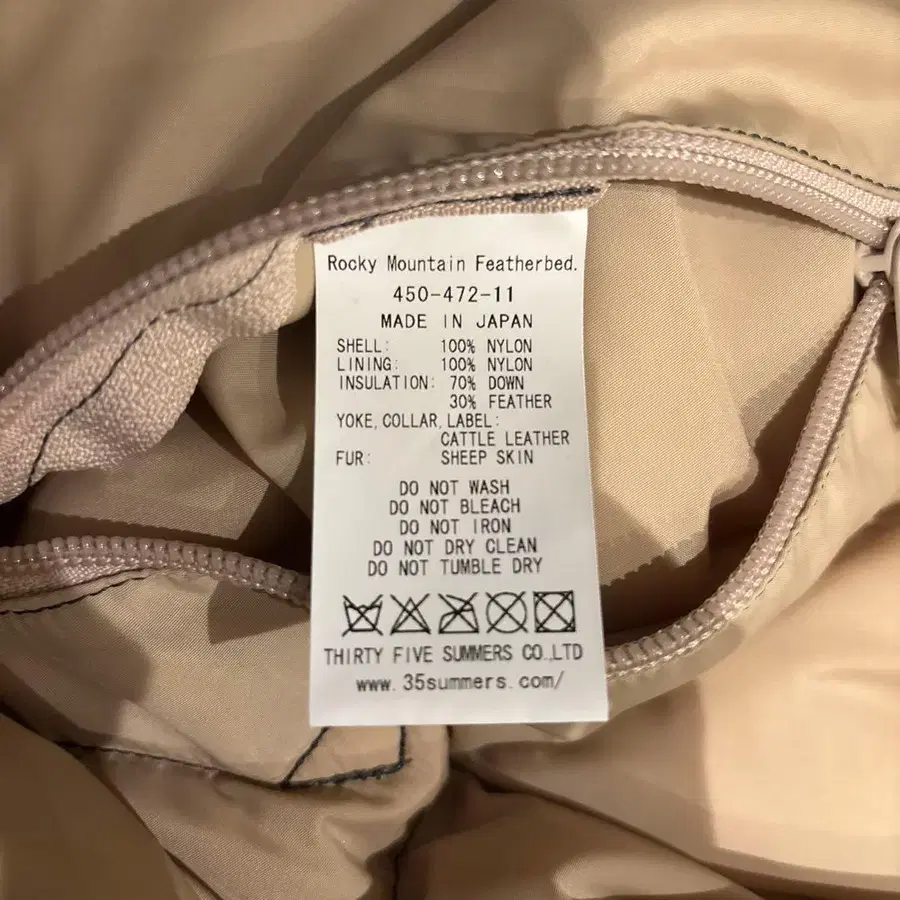 Rocky Mountain Featherbed.
450-472-11
MADE IN JAPAN
SHELL: 100% NYLON
LINING: 100% NYLON
INSULATION: 70% DOWN
30% FEATHER
YOKE, COLLAR, LABEL:
CATTLE LEATHER
FUR: SHEEP SKIN
DO NOT WASH
DO NOT BLEACH
DO NOT IRON
DO NOT DRY CLEAN
DO NOT TUMBLE DRY
THIRTY FIVE SUMMERS CO.,LTD
www.35summers.com/